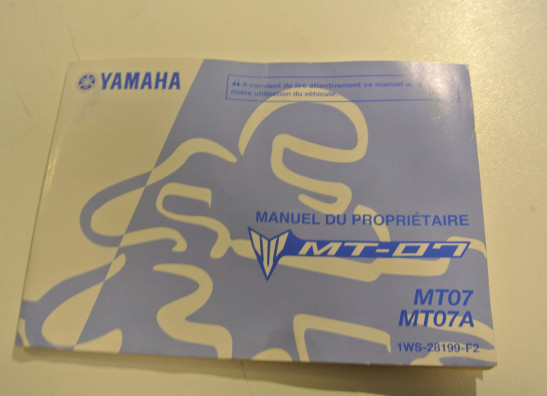 YAMAHA
Il convient de lire attentivement ce manuel
mière utilisation du véhicule.
MANUEL DU PROPRIÉTAIRE
MT-07
MT07
MT07A
1WS-28199-F2